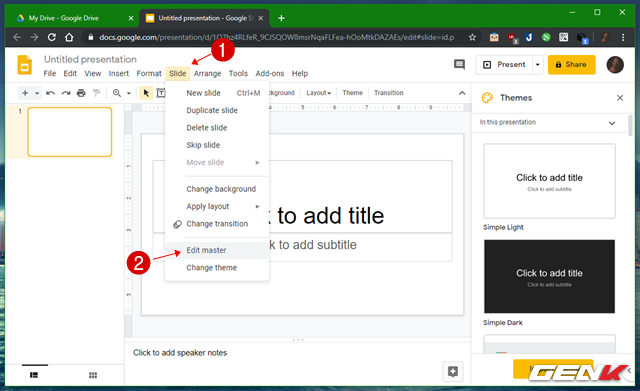 My Drive - Google Drive
Untitled presentation - Google S
docs.google.com/presentation/d/1O7hz4RLfeR_9CJSQOW8msrNqaFLFea-hOoMtkDAZAEs/edit#slide=id.p
1
Untitled presentation
File Edit View Insert Format Slide Arrange Tools Add-ons Help
Present
Share
ckground Layout Theme Transition
New slide Ctrl+M
Duplicate slide
Delete slide
Skip slide
Move slide
Change background
Apply layout
Change transition
2
Edit master
Change theme
1
k to add title
ck to add subtitle
Click to add speaker notes
Themes
In this presentation
Click to add title
Click to add subtitle
Simple Light
Click to add title
Click to add subtitle
Simple Dark
GENK